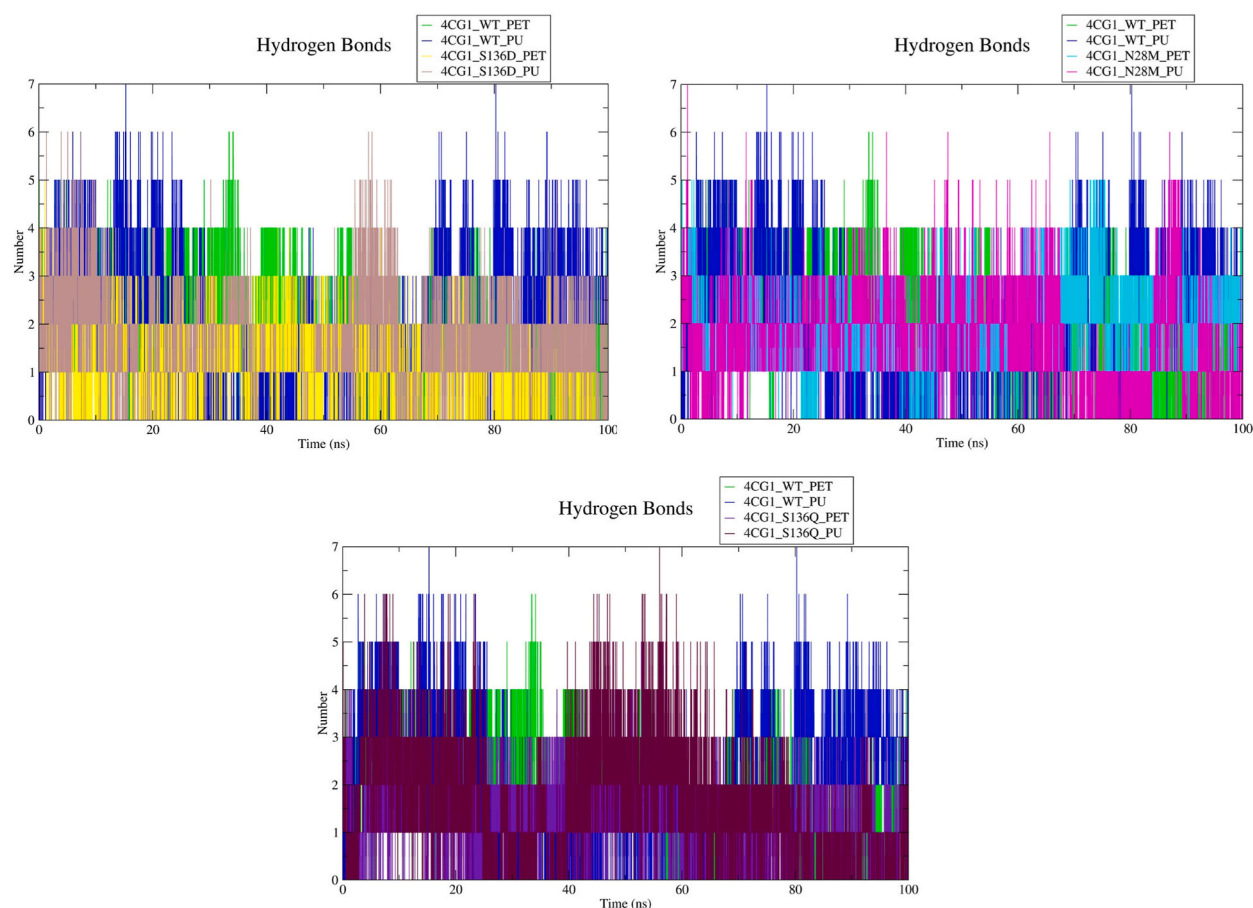 Hydrogen Bonds
4CG1_WT_PET
4CG1_WT_PU
4CG1_S136D_PET
4CG1_S136D_PU
7
6
5
4
3
2
1
0
Number
0 20 40 60 80 100
Time (ns)
Hydrogen Bonds
4CG1_WT_PET
4CG1_WT_PU
4CG1_N28M_PET
4CG1_N28M_PU
7
6
5
4
3
2
1
0
Number
0 20 40 60 80 100
Time (ns)
Hydrogen Bonds
4CG1_WT_PET
4CG1_WT_PU
4CG1_S136Q_PET
4CG1_S136Q_PU
7
6
5
4
3
2
1
0
Number
0 20 40 60 80 100
Time (ns)